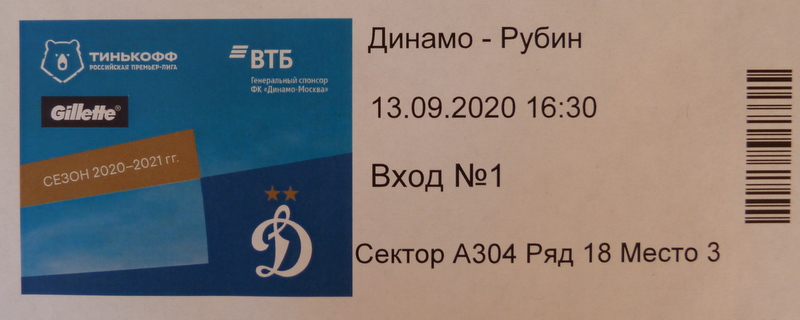 ТИНЬКОФФ
РОССИЙСКАЯ ПРЕМЬЕР-ЛИГА
ВТБ
Генеральный спонсор
ФК «Динамо-Москва»
Gillette®
СЕЗОН 2020–2021 гг.
Д
Динамо - Рубин
13.09.2020 16:30
Вход №1
Сектор A304 Ряд 18 Место 3